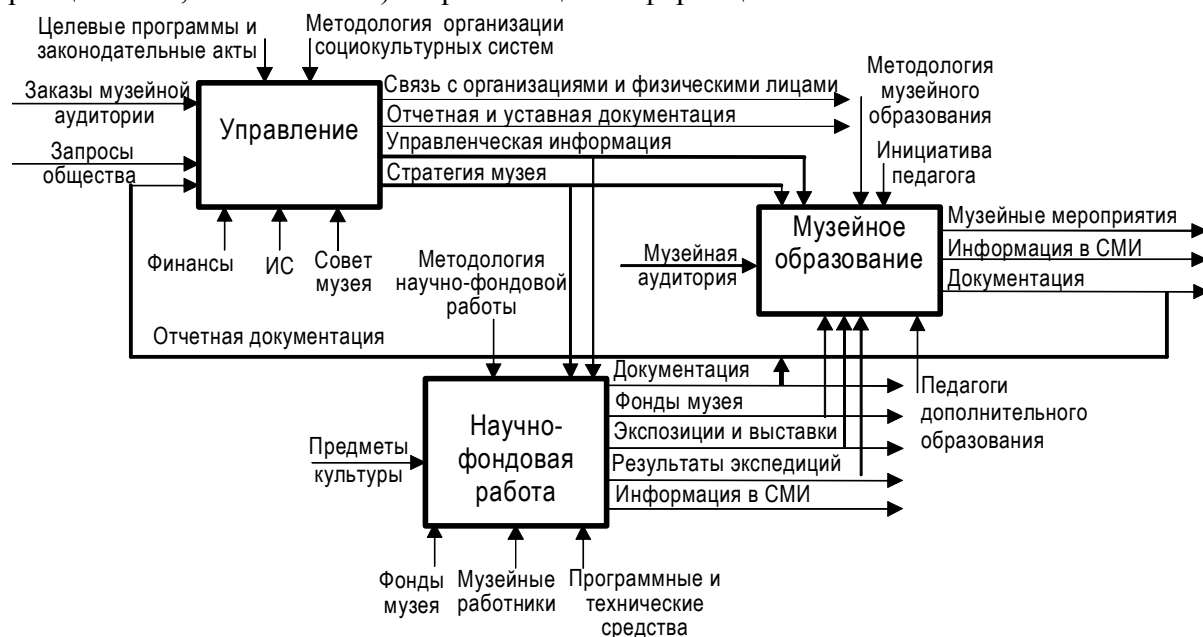 Целевые программы и
законодательные акты
Методология организации
социокультурных систем
Заказы музейной
аудитории
Запросы
общества
Управление
Связь с организациями и физическими лицами
Отчетная и уставная документация
Управленческая информация
Стратегия музея
Методология
музейного
образования
Инициатива
педагога
Финансы
ИС
Совет
музея
Методология
научно-фондовой
работы
Музейная
аудитория
Музейное
образование
Музейные мероприятия
Информация в СМИ
Документация
Отчетная документация
Предметы
культуры
Научно-
фондовая
работа
Документация
Фонды музея
Экспозиции и выставки
Результаты экспедиций
Информация в СМИ
Педагоги
дополнительного
образования
Фонды
музея
Музейные
работники
Программные и
технические
средства